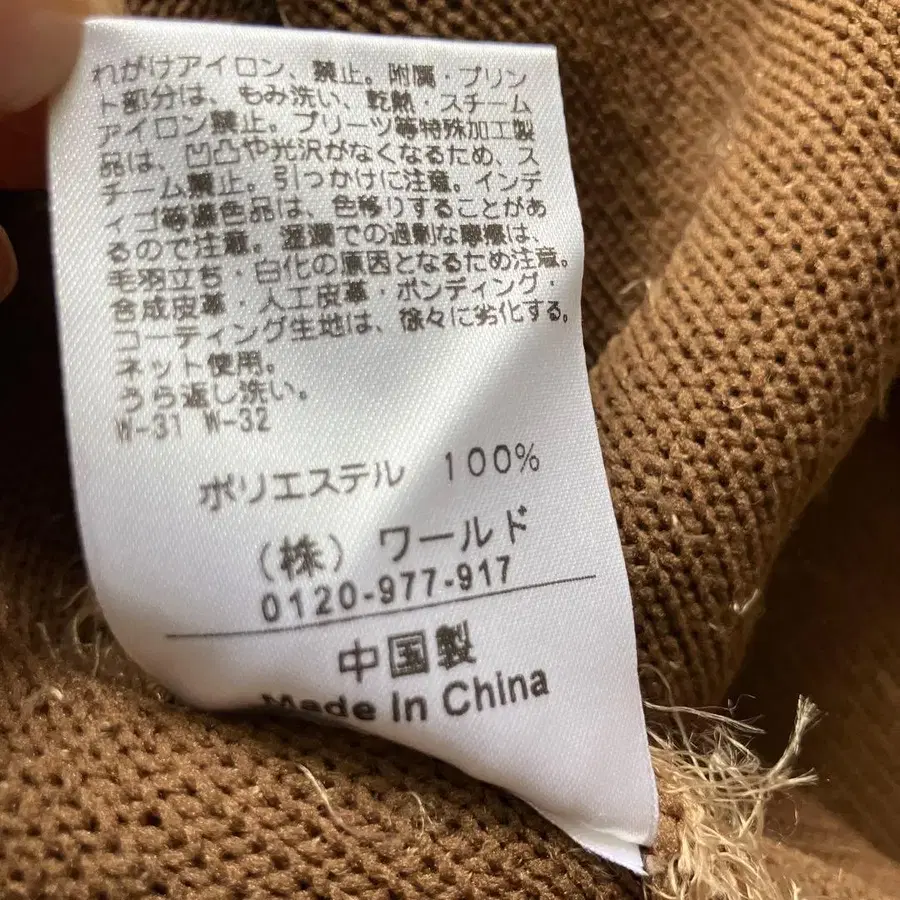 れがけアイロン、禁止。附属・プリン
ト部分は、もみ洗い、乾熱・スチーム
アイロン禁止。プリーツ等特殊加工製
品は、凹凸や光沢がなくなるため、ス
チーム禁止。引っかけに注意。インデ
ィゴ等濃色品は、色移りすることがあ
るので注意。湿潤での過剰な摩擦は、
毛羽立ち・白化の原因となるため注意。
合成皮革・人工皮革・ボンディング・
コーティング生地は、徐々に劣化する。
ネット使用。
うら返し洗い。
W-31 W-32
ポリエステル 100%
(株) ワールド
0120-977-917
中国製
Made In China